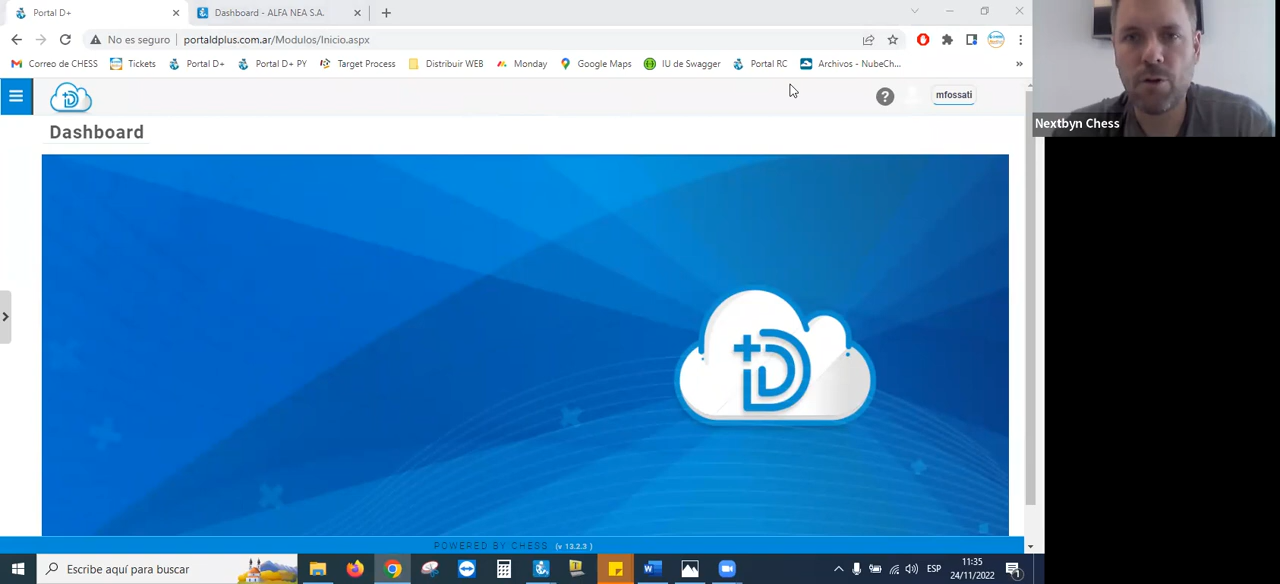 Portal D+
Dashboard - ALFA NEA S.A.
No es seguro
portaldplus.com.ar/Modulos/Inicio.aspx
Correo de CHESS
Tickets
Portal D+
Portal D+ PY
Target Process
Distribuir WEB
Monday
Google Maps
IU de Swagger
Portal RC
Archivos - NubeCh...
»
mfossati
Nextbyn Chess
Dashboard
+D
POWERED BY CHESS (v 13.2.3 )
Escribe aquí para buscar
ESP
11:35
24/11/2022